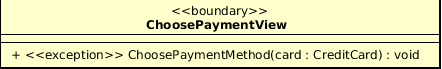 <<boundary>>
ChoosePaymentView
+ <<exception>> ChoosePaymentMethod(card : CreditCard) : void